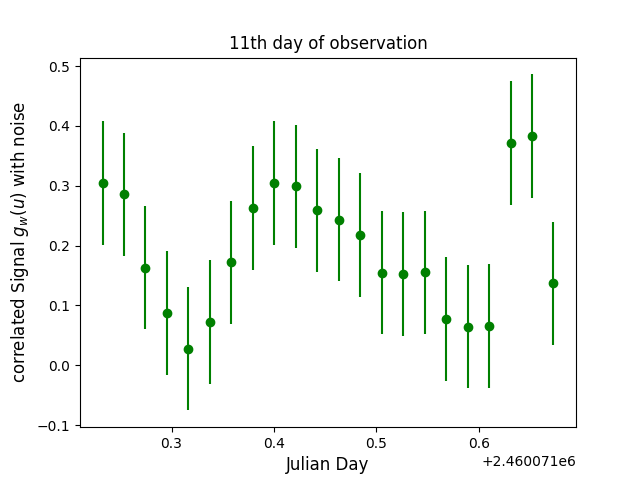 11th day of observation
correlated Signal g_w(u) with noise
0.5
0.4
0.3
0.2
0.1
0.0
−0.1
0.3 0.4 0.5 0.6
Julian Day
+2.460071e6